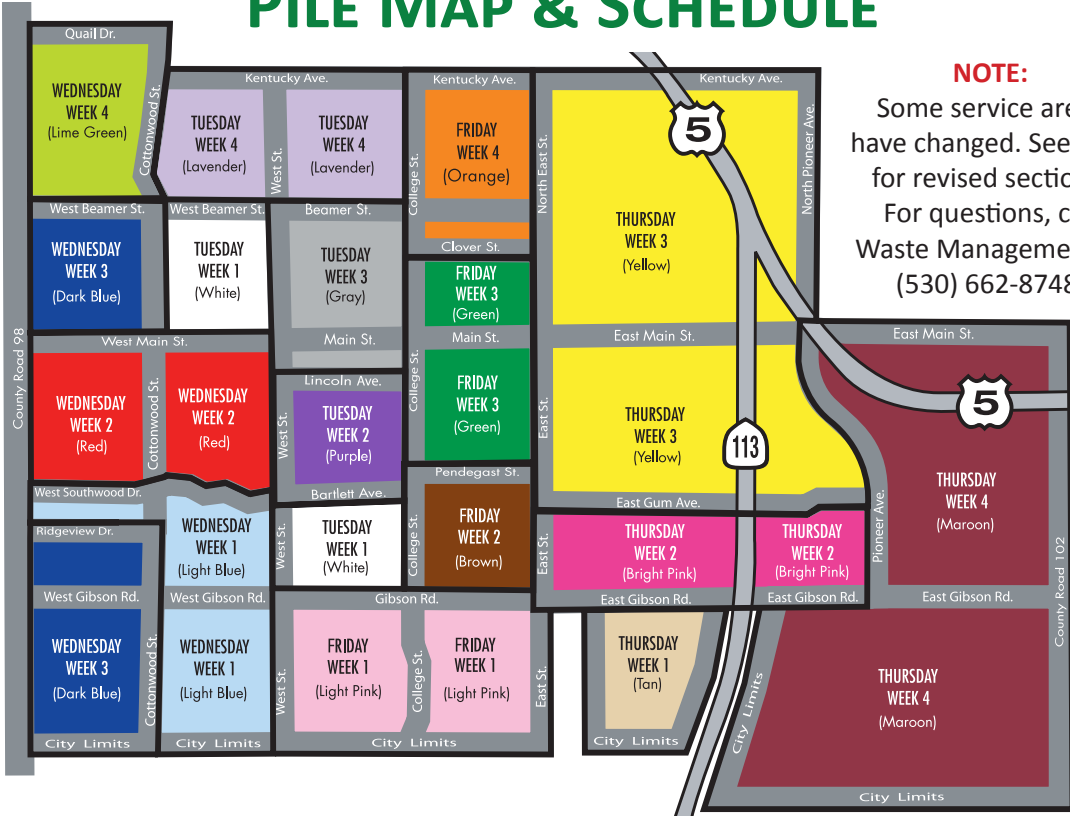 PILE MAP & SCHEDULE
NOTE:
Some service
have changed. See
for revised
For questions,
Waste
(530) 662-8748
Quail Dr.
WEDNESDAY
WEEK 4
(Lime Green)
Cottonwood St.
Kentucky Ave.
TUESDAY
WEEK 4
(Lavender)
West St.
TUESDAY
WEEK 4
(Lavender)
College St.
Kentucky Ave.
FRIDAY
WEEK 4
(Orange)
Clover St.
North East St.
Kentucky Ave.
5
North Pioneer Ave.
THURSDAY
WEEK 3
(Yellow)
West Beamer St.
West Beamer St.
Beamer St.
WEDNESDAY
WEEK 3
(Dark Blue)
TUESDAY
WEEK 1
(White)
TUESDAY
WEEK 3
(Gray)
FRIDAY
WEEK 3
(Green)
County Road 98
West Main St.
Main St.
Main St.
East Main St.
East Main St.
WEDNESDAY
WEEK 2
(Red)
Cottonwood St.
WEDNESDAY
WEEK 2
(Red)
Lincoln Ave.
West St.
TUESDAY
WEEK 2
(Purple)
Bartlett Ave.
College St.
FRIDAY
WEEK 3
(Green)
Pendegast St.
East St.
THURSDAY
WEEK 3
(Yellow)
113
5
THURSDAY
WEEK 4
(Maroon)
Pioneer Ave.
County Road 102
East Gum Ave.
West Southwood Dr.
Ridgeview Dr.
WEDNESDAY
WEEK 1
(Light Blue)
West St.
TUESDAY
WEEK 1
(White)
College St.
FRIDAY
WEEK 2
(Brown)
East St.
THURSDAY
WEEK 2
(Bright Pink)
THURSDAY
WEEK 2
(Bright Pink)
West Gibson Rd.
West Gibson Rd.
Gibson Rd.
East Gibson Rd.
East Gibson Rd.
East Gibson Rd.
WEDNESDAY
WEEK 3
(Dark Blue)
Cottonwood St.
WEDNESDAY
WEEK 1
(Light Blue)
West St.
FRIDAY
WEEK 1
(Light Pink)
College St.
FRIDAY
WEEK 1
(Light Pink)
East St.
THURSDAY
WEEK 1
(Tan)
City Limits
THURSDAY
WEEK 4
(Maroon)
City Limits
City Limits
City Limits
City Limits
City Limits